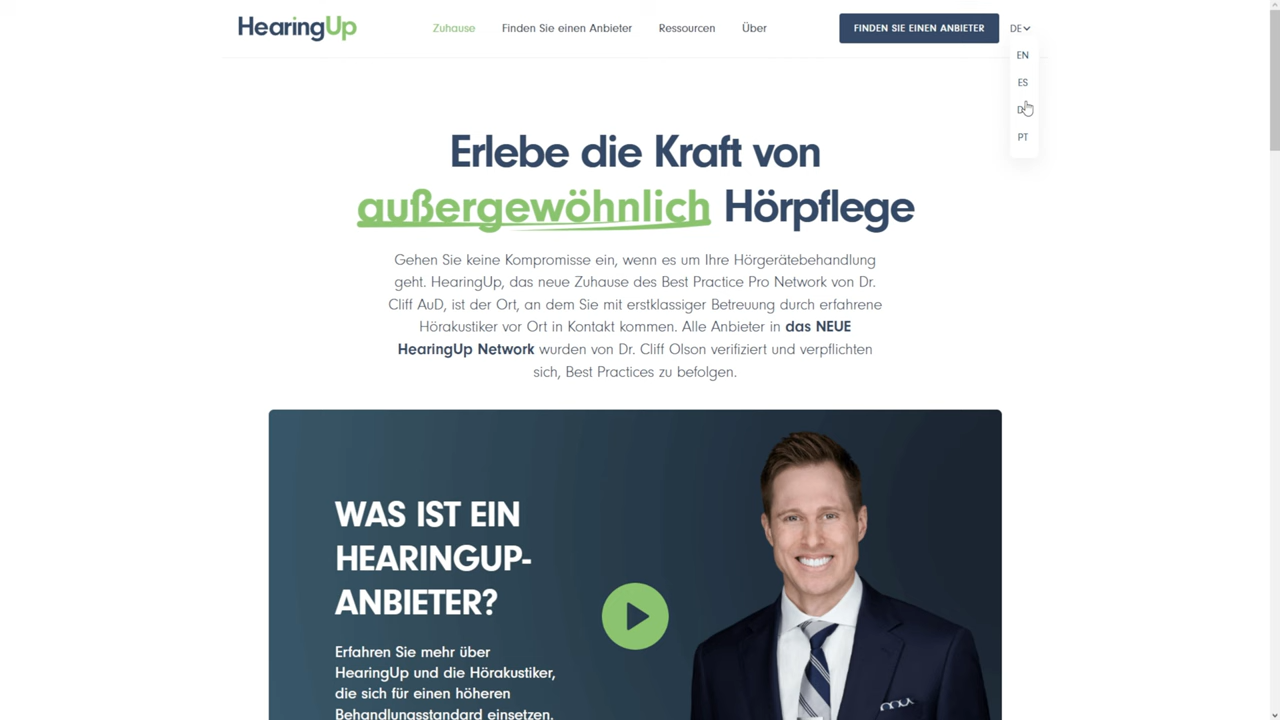 HearingUp
Zuhause
Finden Sie einen Anbieter
Ressourcen
Über
FINDEN SIE EINEN ANBIETER
DE
EN
ES
PT
Erlebe die Kraft von
außergewöhnlich Hörpflege
Gehen Sie keine Kompromisse ein, wenn es um Ihre Hörgerätebehandlung
geht. HearingUp, das neue Zuhause des Best Practice Pro Network von Dr.
Cliff AuD, ist der Ort, an dem Sie mit erstklassiger Betreuung durch erfahrene
Hörakustiker vor Ort in Kontakt kommen. Alle Anbieter in das NEUE
HearingUp Network wurden von Dr. Cliff Olson verifiziert und verpflichten
sich, Best Practices zu befolgen.
WAS IST EIN
HEARINGUP-
ANBIETER?
Erfahren Sie mehr über
HearingUp und die Hörakustiker,
die sich für einen höheren
Behandlungsstandard einsetzen.